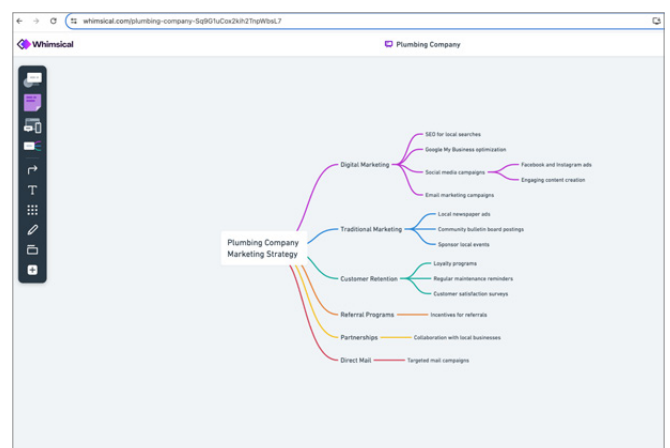 whimsical.com/plumbing-company-Sq9G1uCox2kih2TnpWbsL7
Whimsical
Plumbing Company
SEO for local searches
Google My Business optimization
Digital Marketing
Social media campaigns
Facebook and Instagram ads
Engaging content creation
Email marketing campaigns
Local newspaper ads
Traditional Marketing
Community bulletin board postings
Sponsor local events
Plumbing Company
Marketing Strategy
Loyalty programs
Customer Retention
Regular maintenance reminders
Customer satisfaction surveys
Referral Programs
Incentives for referrals
Partnerships
Collaboration with local businesses
Direct Mail
Targeted mail campaigns
T